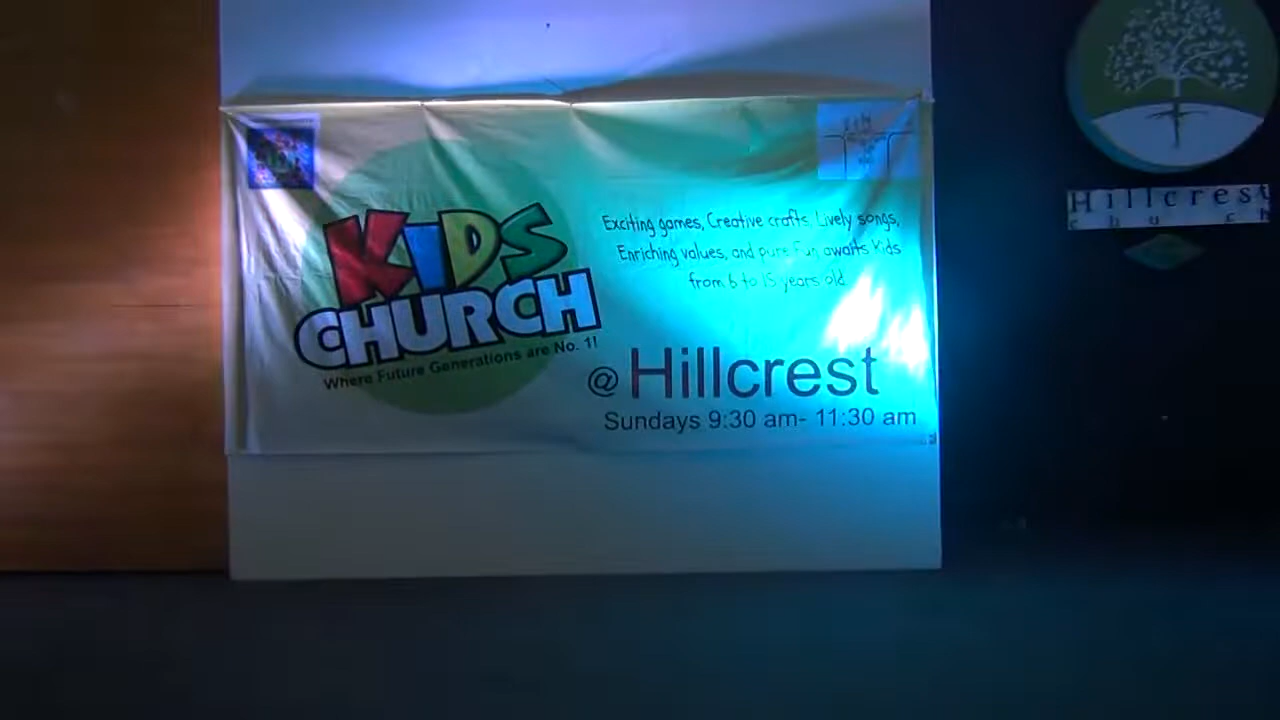 KiDS
CHURCH
Where Future Generations are No. 1!
Exciting games, Creative crafts, Lively songs,
Enriching values, and pure fun awaits Kids
from 6 to 15 years old
@Hillcrest
Sundays 9:30 am- 11:30 am
Hillcrest
church